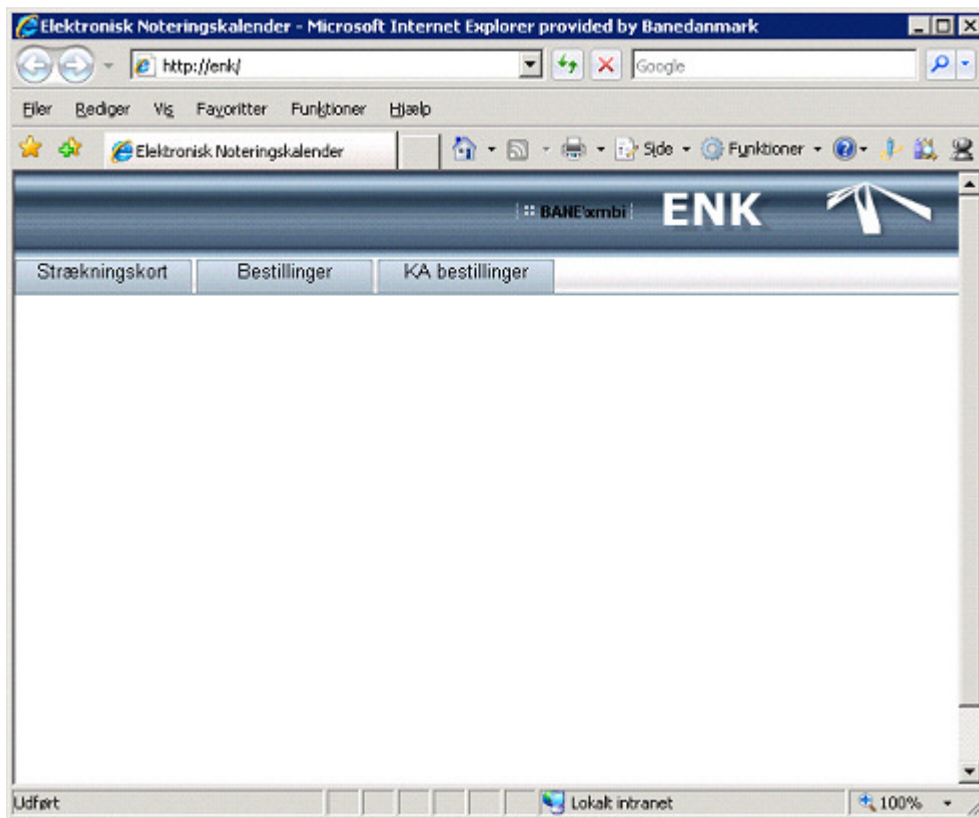 Elektronisk Noteringskalender - Microsoft Internet Explorer provided by Banedanmark
http://enk/ Google
Filer Rediger Vis Favoritter Funktioner Hjælp
Elektronisk Noteringskalender Side Funktioner
BANE\xmbi ENK
Strækningskort Bestillinger KA bestillinger
Udført Lokalt intranet 100%